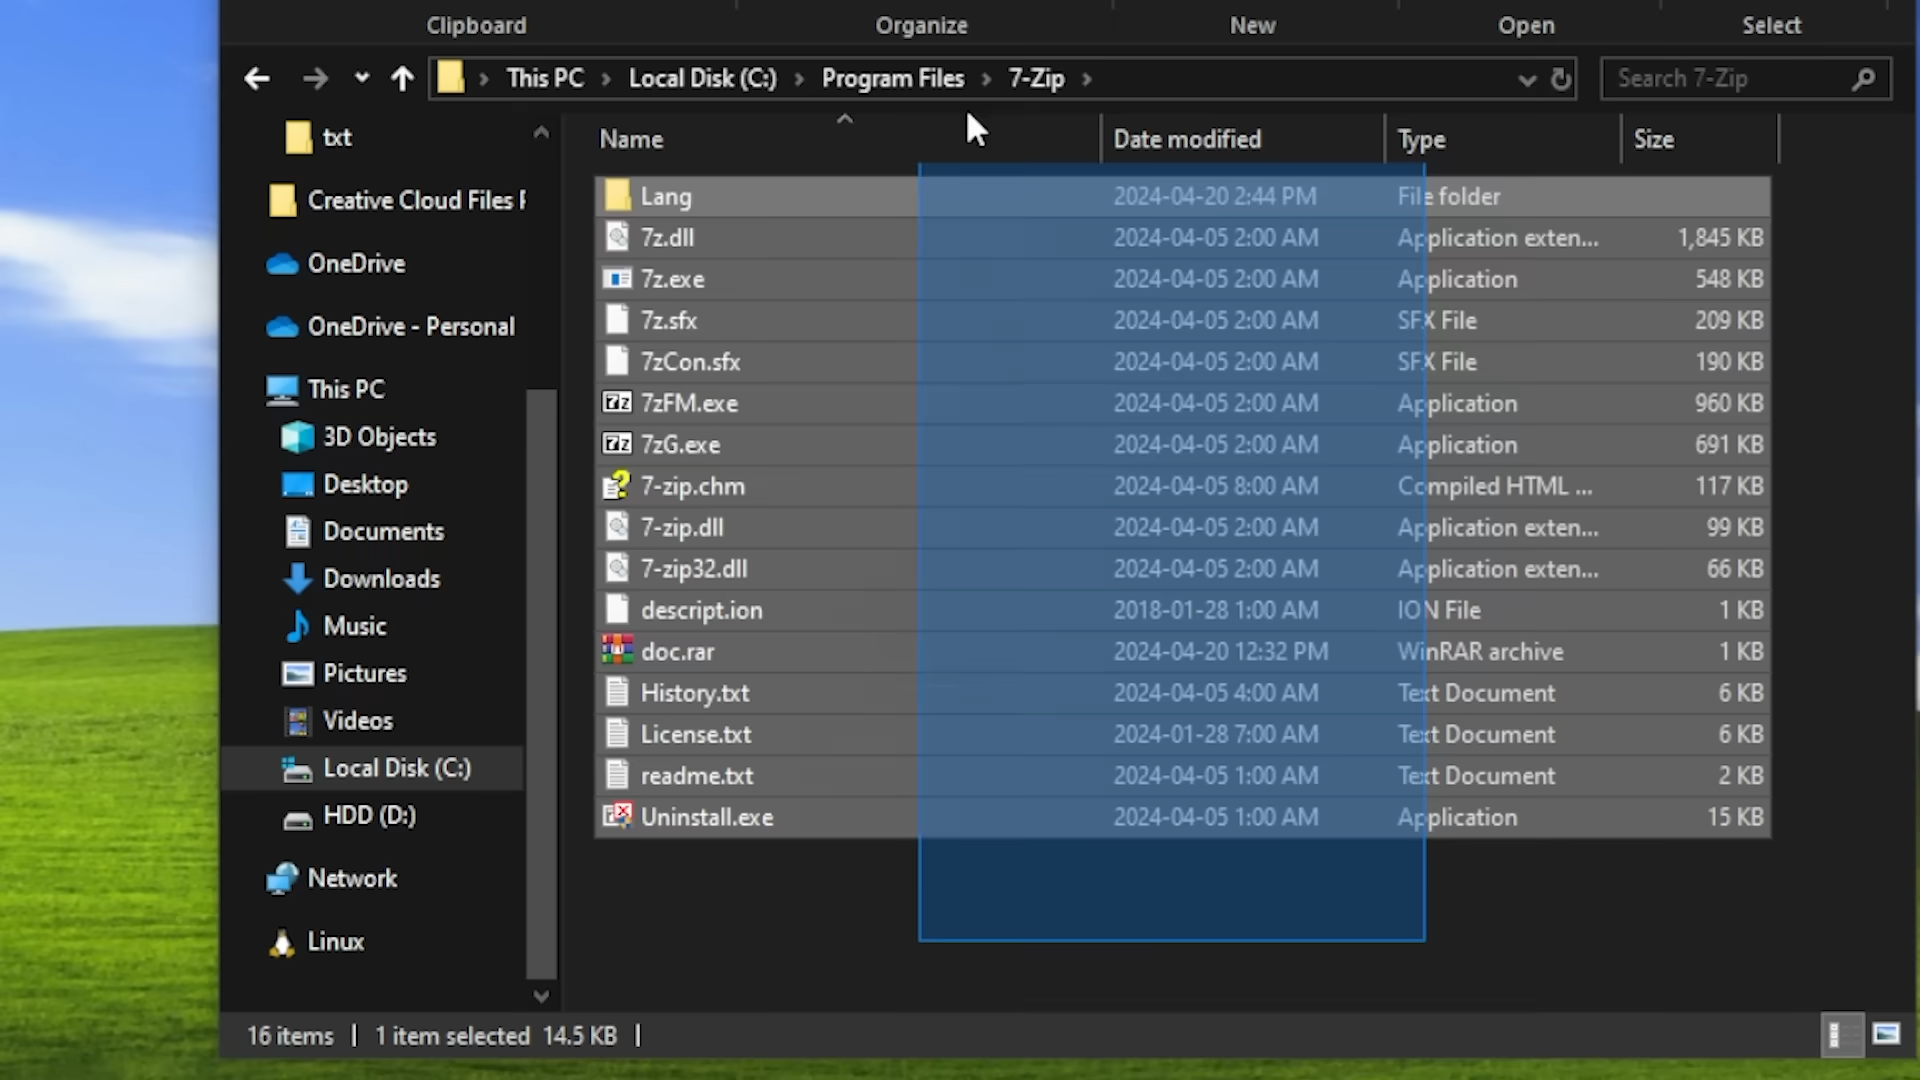 Clipboard Organize New Open Select
This PC Local Disk (C:) Program Files 7-Zip Search 7-Zip
txt
Creative Cloud Files
OneDrive
OneDrive - Personal
This PC
3D Objects
Desktop
Documents
Downloads
Music
Pictures
Videos
Local Disk (C:)
HDD (D:)
Network
Linux
Name Date modified Type Size
Lang 2024-04-20 2:44 PM File folder
7z.dll 2024-04-05 2:00 AM Application exten... 1,845 KB
7z.exe 2024-04-05 2:00 AM Application 548 KB
7z.sfx 2024-04-05 2:00 AM SFX File 209 KB
7zCon.sfx 2024-04-05 2:00 AM SFX File 190 KB
7zFM.exe 2024-04-05 2:00 AM Application 960 KB
7zG.exe 2024-04-05 2:00 AM Application 691 KB
7-zip.chm 2024-04-05 8:00 AM Compiled HTML ... 117 KB
7-zip.dll 2024-04-05 2:00 AM Application exten... 99 KB
7-zip32.dll 2024-04-05 2:00 AM Application exten... 66 KB
descript.ion 2018-01-28 1:00 AM ION File 1 KB
doc.rar 2024-04-20 12:32 PM WinRAR archive 1 KB
History.txt 2024-04-05 4:00 AM Text Document 6 KB
License.txt 2024-01-28 7:00 AM Text Document 6 KB
readme.txt 2024-04-05 1:00 AM Text Document 2 KB
Uninstall.exe 2024-04-05 1:00 AM Application 15 KB
16 items 1 item selected 14.5 KB